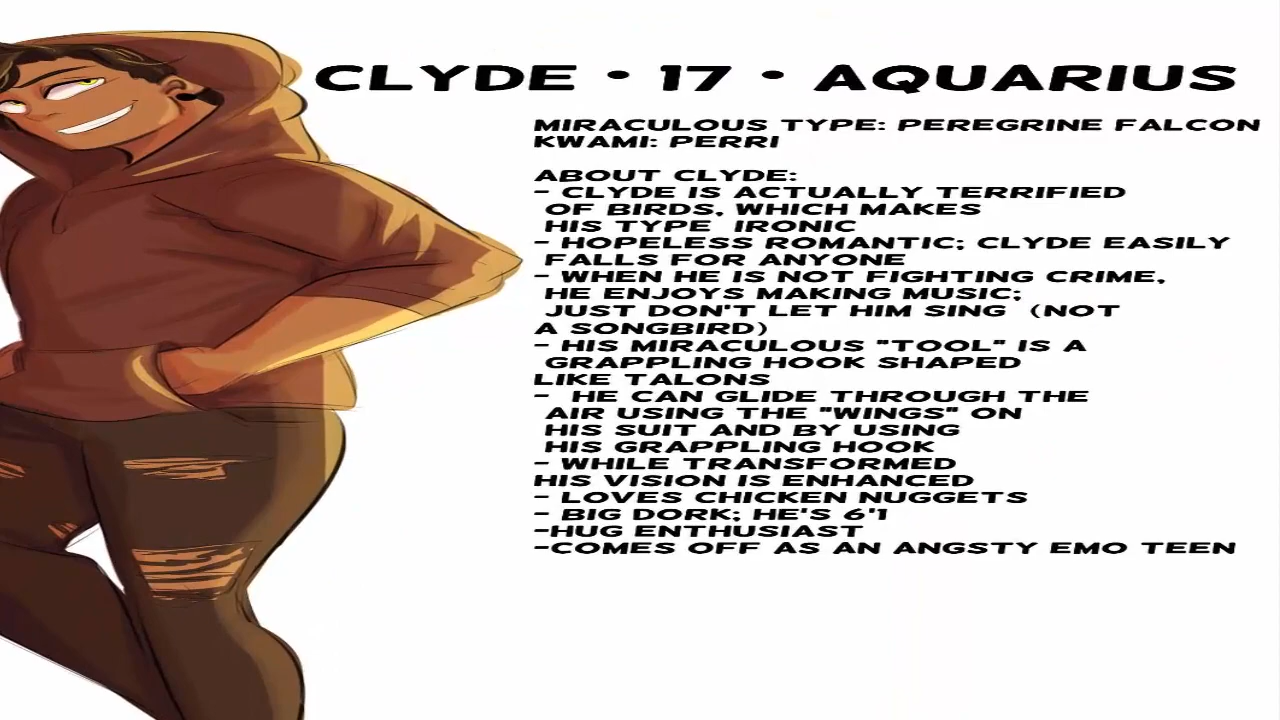 CLYDE • 17 • AQUARIUS
MIRACULOUS TYPE: PEREGRINE FALCON
KWAMI: PERRI
ABOUT CLYDE:
- CLYDE IS ACTUALLY TERRIFIED
OF BIRDS, WHICH MAKES
HIS TYPE IRONIC
- HOPELESS ROMANTIC; CLYDE EASILY
FALLS FOR ANYONE
- WHEN HE IS NOT FIGHTING CRIME,
HE ENJOYS MAKING MUSIC;
JUST DON'T LET HIM SING (NOT
A SONGBIRD)
- HIS MIRACULOUS "TOOL" IS A
GRAPPLING HOOK SHAPED
LIKE TALONS
- HE CAN GLIDE THROUGH THE
AIR USING THE "WINGS" ON
HIS SUIT AND BY USING
HIS GRAPPLING HOOK
- WHILE TRANSFORMED
HIS VISION IS ENHANCED
- LOVES CHICKEN NUGGETS
- BIG DORK; HE'S 6'1
-HUG ENTHUSIAST
-COMES OFF AS AN ANGSTY EMO TEEN